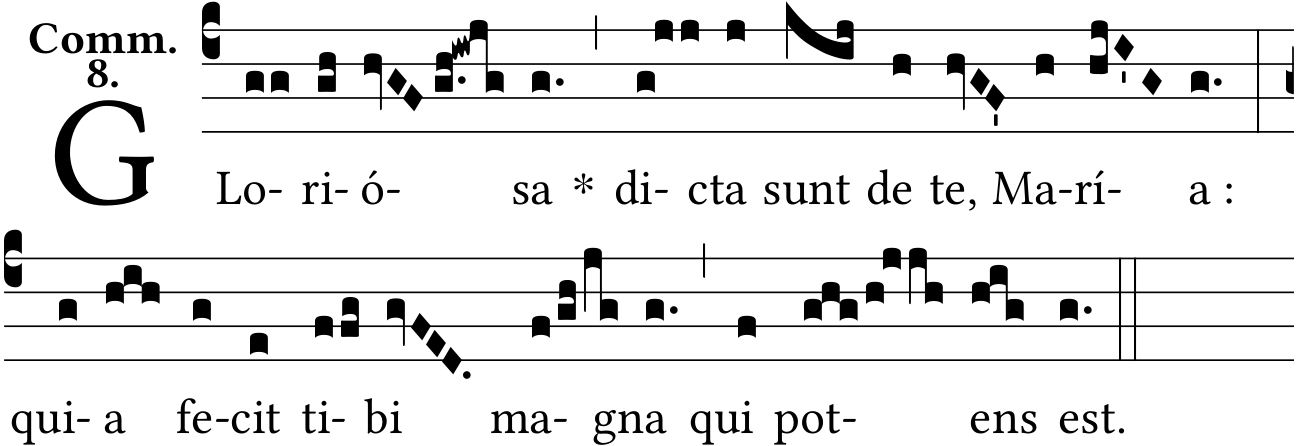 Comm.
8.
GLo- ri- ó- sa * di- cta sunt de te, Ma-rí- a :
qui- a fe-cit ti- bi ma- gna qui pot- ens est.